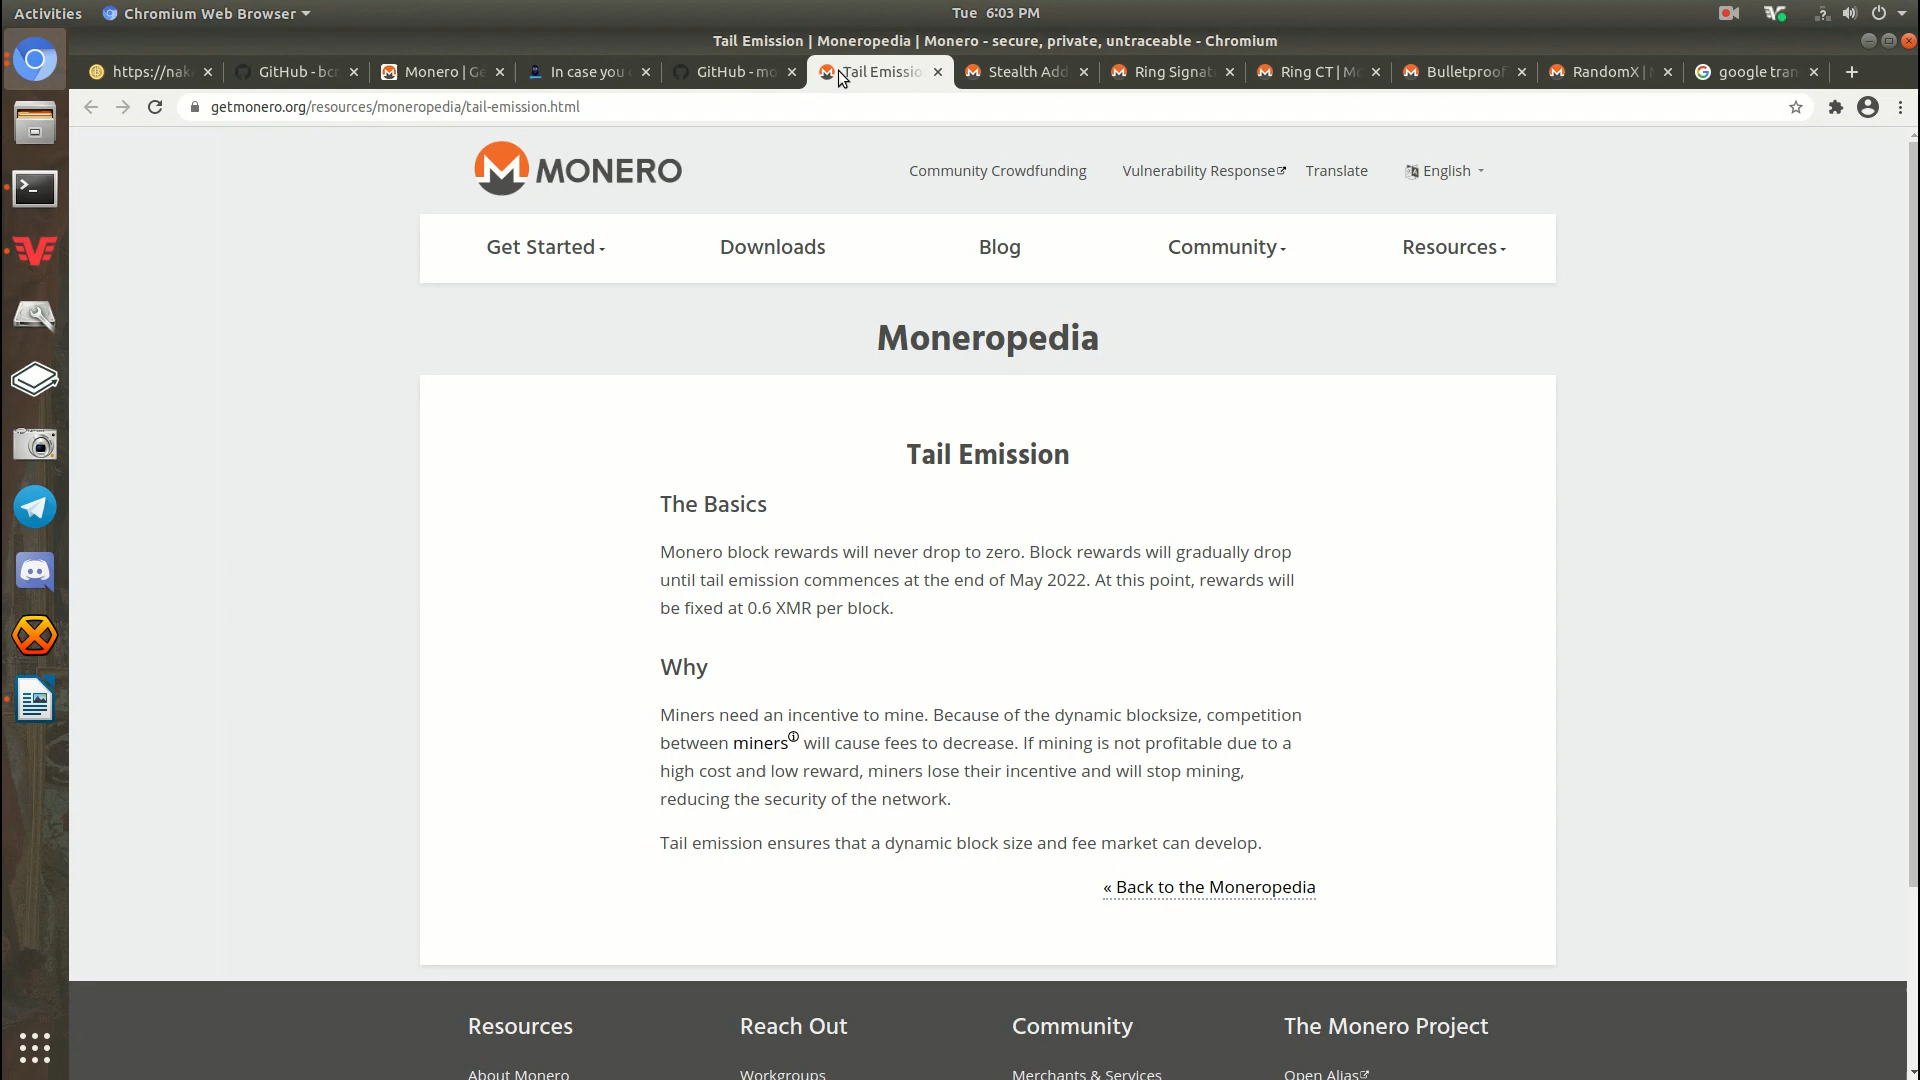 Activities Chromium Web Browser Tue 6:03 PM
Tail Emission | Moneropedia | Monero - secure, private, untraceable - Chromium
https://nak GitHub - bcr Monero | Ge In case you GitHub - mo Tail Emissio Stealth Add Ring Signat Ring CT | Mo Bulletproof RandomX | google tran
getmonero.org/resources/moneropedia/tail-emission.html
MONERO Community Crowdfunding Vulnerability Response Translate English
Get Started Downloads Blog Community Resources
Moneropedia
Tail Emission
The Basics
Monero block rewards will never drop to zero. Block rewards will gradually drop
until tail emission commences at the end of May 2022. At this point, rewards will
be fixed at 0.6 XMR per block.
Why
Miners need an incentive to mine. Because of the dynamic blocksize, competition
between miners will cause fees to decrease. If mining is not profitable due to a
high cost and low reward, miners lose their incentive and will stop mining,
reducing the security of the network.
Tail emission ensures that a dynamic block size and fee market can develop.
« Back to the Moneropedia
Resources Reach Out Community The Monero Project
About Monero Workgroups Merchants & Services Open Alias